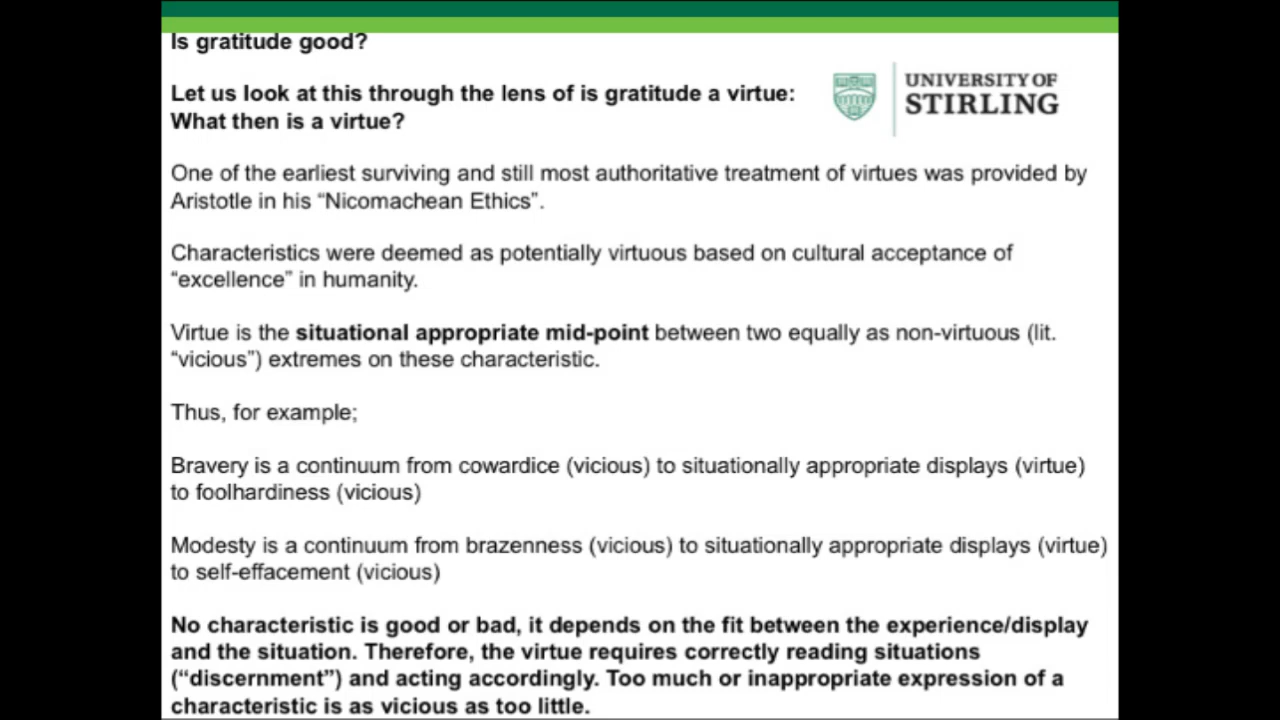 Is gratitude good?
Let us look at this through the lens of is gratitude a virtue:
What then is a virtue?
UNIVERSITY OF
STIRLING
One of the earliest surviving and still most authoritative treatment of virtues was provided by
Aristotle in his “Nicomachean Ethics”.
Characteristics were deemed as potentially virtuous based on cultural acceptance of
“excellence” in humanity.
Virtue is the situational appropriate mid-point between two equally as non-virtuous (lit.
“vicious”) extremes on these characteristic.
Thus, for example;
Bravery is a continuum from cowardice (vicious) to situationally appropriate displays (virtue)
to foolhardiness (vicious)
Modesty is a continuum from brazenness (vicious) to situationally appropriate displays (virtue)
to self-effacement (vicious)
No characteristic is good or bad, it depends on the fit between the experience/display
and the situation. Therefore, the virtue requires correctly reading situations
(“discernment”) and acting accordingly. Too much or inappropriate expression of a
characteristic is as vicious as too little.